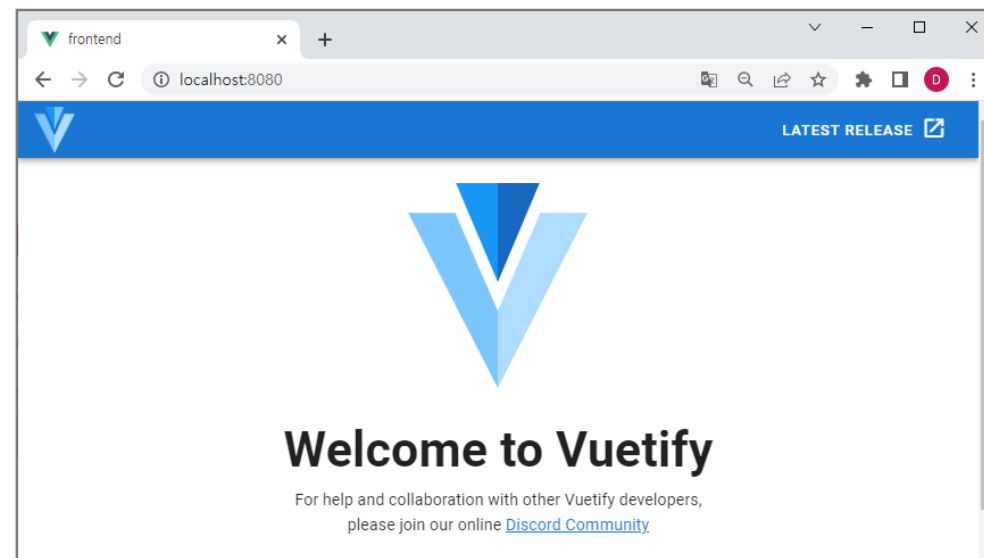 frontend
localhost:8080
D
LATEST RELEASE
Welcome to Vuetify
For help and collaboration with other Vuetify developers,
please join our online Discord Community